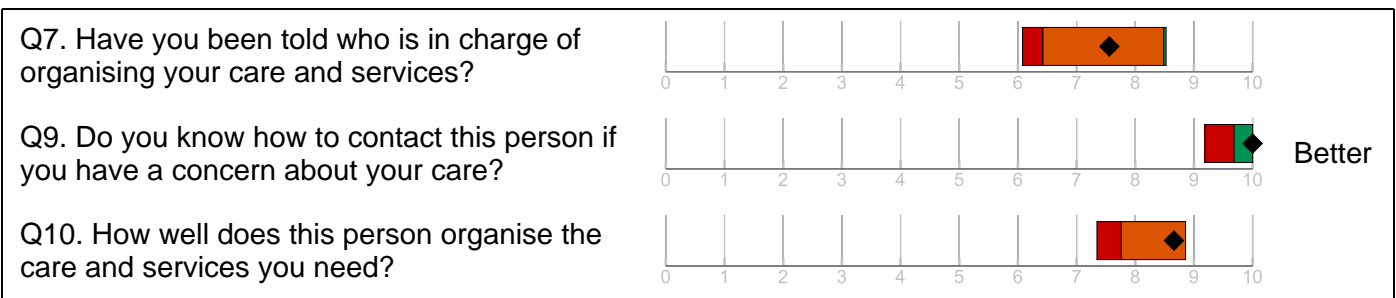 Q7. Have you been told who is in charge of
organising your care and services?
0 1 2 3 4 5 6 7 8 9 10
Q9. Do you know how to contact this person if
you have a concern about your care?
Better
0 1 2 3 4 5 6 7 8 9 10
Q10. How well does this person organise the
care and services you need?
0 1 2 3 4 5 6 7 8 9 10